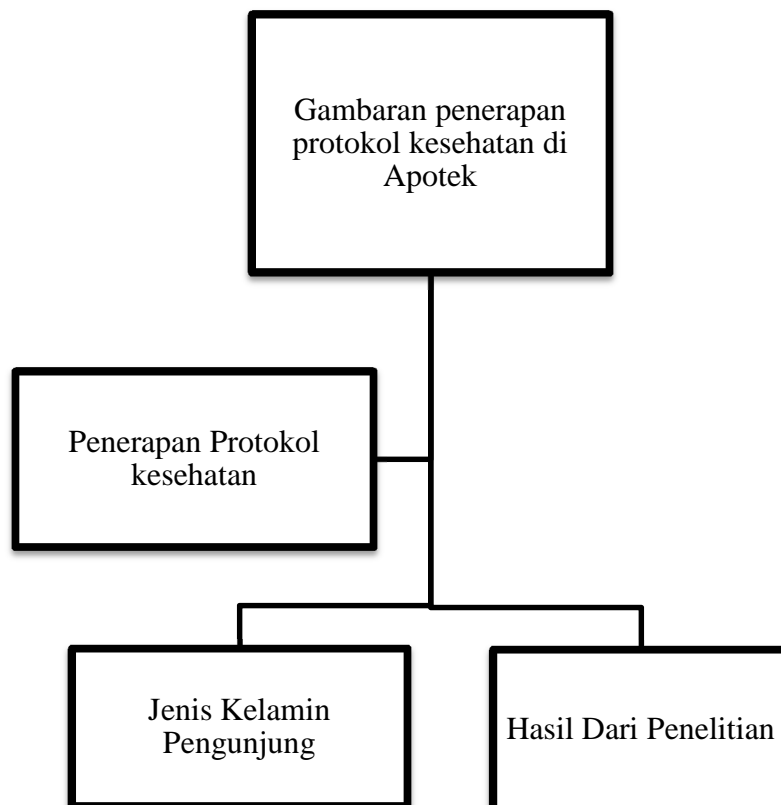 Gambaran penerapan
protokol kesehatan di
Apotek
Penerapan Protokol
kesehatan
Jenis Kelamin
Pengunjung
Hasil Dari Penelitian